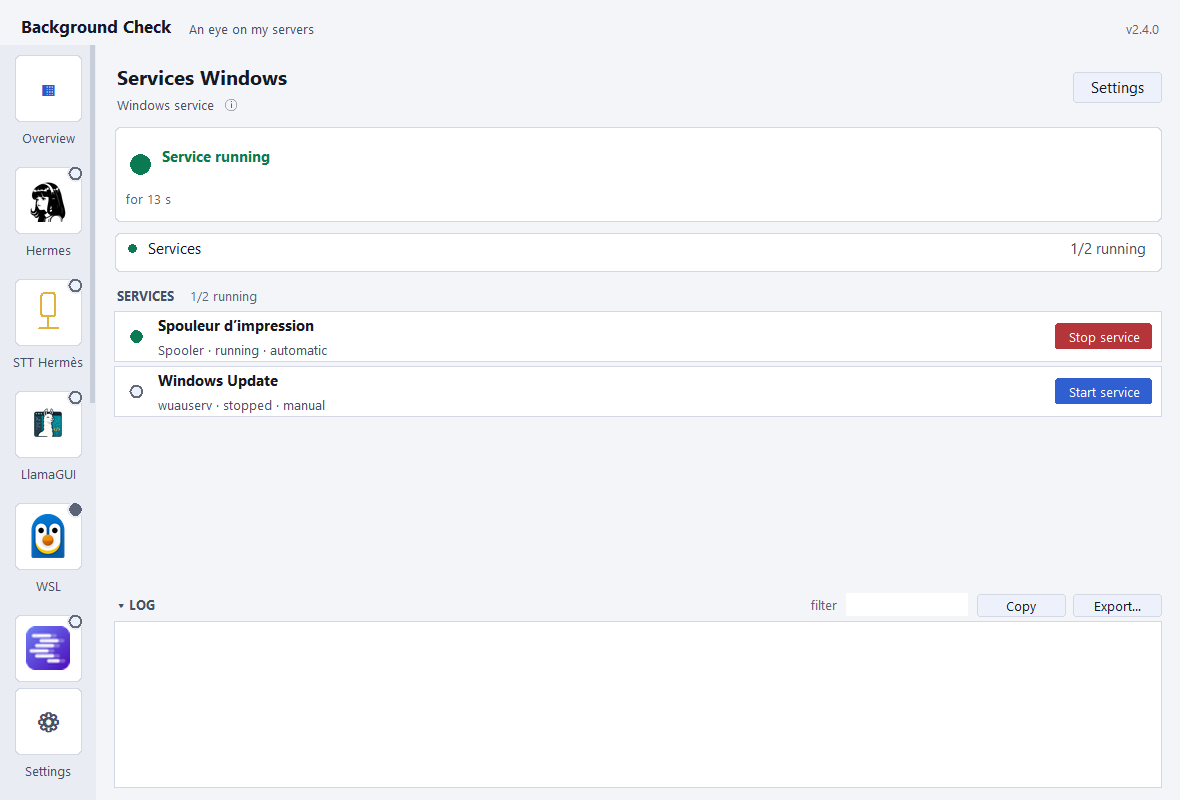 Background Check An eye on my servers v2.4.0
Overview
Hermes
STT Hermès
LlamaGUI
WSL
Settings
Services Windows
Settings
Windows service ⓘ
Service running
for 13 s
Services 1/2 running
SERVICES 1/2 running
Spouleur d’impression
Spooler · running · automatic
Stop service
Windows Update
wuauserv · stopped · manual
Start service
▾ LOG filter Copy Export...